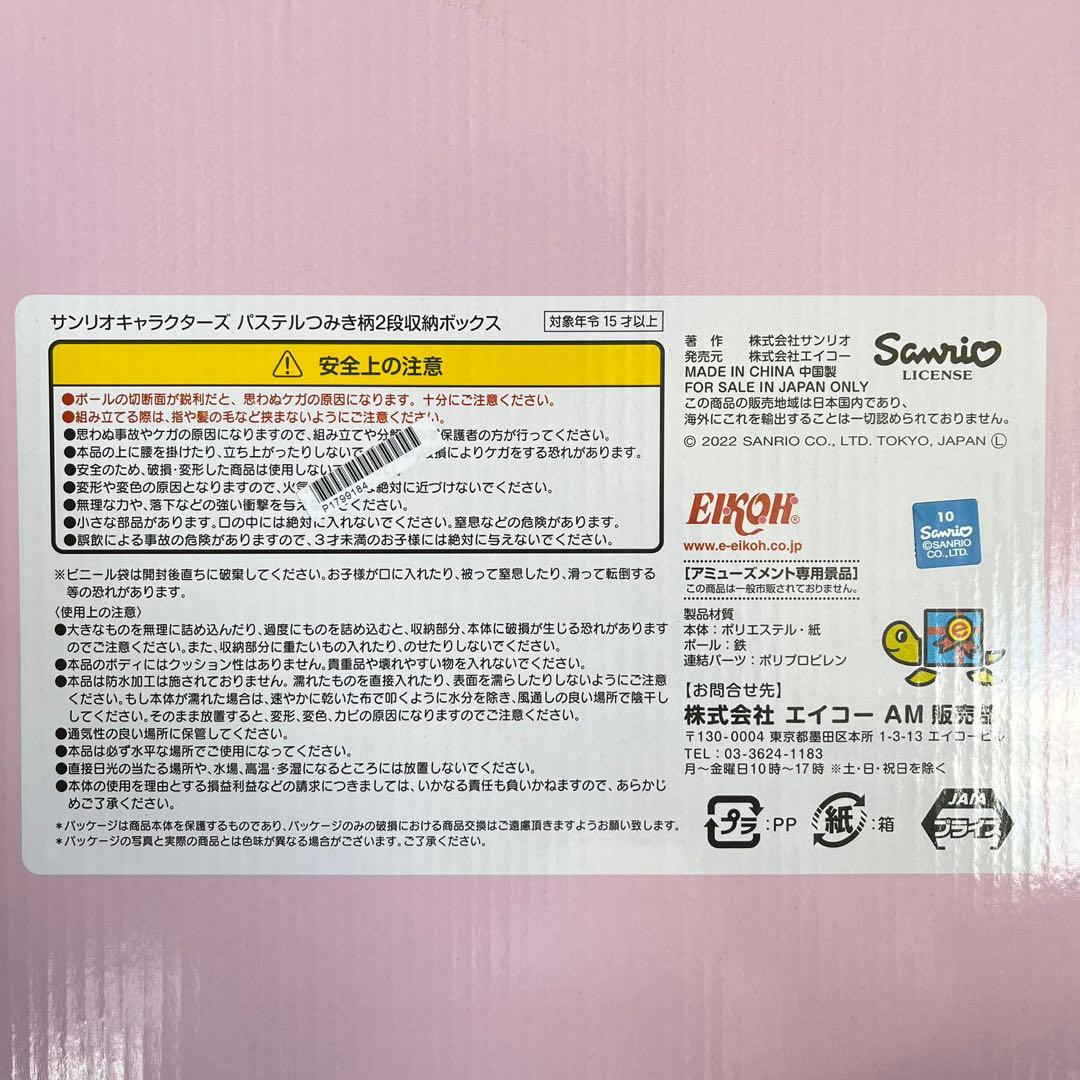 サンリオキャラクターズ パステルつみき柄2段収納ボックス
対象年令 15才以上
安全上の注意
●ポールの切断面が鋭利だと、思わぬケガの原因になります。十分にご注意ください。
●組み立てる際は、指や髪の毛など挟まないようにご注意ください。
●思わぬ事故やケガの原因になりますので、組み立てや分 保護者の方が行ってください。
●本品の上に腰を掛けたり、立ち上がったりしないで 損によりケガをする恐れがあります。
●安全のため、破損・変形した商品は使用しない
●変形や変色の原因となりますので、火気 は絶対に近づけないでください。
●無理な力や、落下などの強い衝撃を与え ください。
●小さな部品があります。口の中には絶対に入れないでください。窒息などの危険があります。
●誤飲による事故の危険がありますので、3才未満のお子様には絶対に与えないでください。
P1799184
※ビニール袋は開封後直ちに破棄してください。お子様が口に入れたり、被って窒息したり、滑って転倒する
等の恐れがあります。
〈使用上の注意〉
●大きなものを無理に詰め込んだり、過度にものを詰め込むと、収納部分、本体に破損が生じる恐れがあります
のでご注意ください。また、収納部分に重たいもの入れたり、のせたりしないでください。
●本品のボディにはクッション性はありません。貴重品や壊れやすい物を入れないでください。
●本品は防水加工は施されておりません。濡れたものを直接入れたり、表面を濡らしたりしないようにご注意
ください。もし本体が濡れた場合は、速やかに乾いた布で叩くように水分を除き、風通しの良い場所で陰干し
してください。そのまま放置すると、変形、変色、カビの原因になりますのでご注意ください。
●通気性の良い場所に保管してください。
●本品は必ず水平な場所でご使用になってください。
●直接日光の当たる場所や、水場、高温・多湿になるところには放置しないでください。
●本体の使用を理由とする損益利益などの請求につきましては、いかなる責任も負いかねますので、あらかじ
めご了承ください。
*パッケージは商品本体を保護するものであり、パッケージのみの破損における商品交換はご遠慮頂きますようお願い致します。
*パッケージの写真と実際の商品とは色味が異なる場合がございます。ご了承ください。
著 作 株式会社サンリオ
発売元 株式会社エイコー
MADE IN CHINA 中国製
FOR SALE IN JAPAN ONLY
この商品の販売地域は日本国内であり、
海外にこれを輸出することは一切認められておりません。
© 2022 SANRIO CO., LTD. TOKYO, JAPAN Ⓛ
Sanrio
LICENSE
EIKOH®
www.e-eikoh.co.jp
10
Sanrio
©SANRIO
CO.,LTD.
【アミューズメント専用景品】
この商品は一般市販されておりません。
製品材質
本体：ポリエステル・紙
ポール：鉄
連結パーツ：ポリプロピレン
e
【お問合せ先】
株式会社 エイコー AM 販売部
〒130-0004 東京都墨田区本所 1-3-13 エイコービル
TEL：03-3624-1183
月～金曜日10時～17時 ※土・日・祝日を除く
プラ：PP
紙：箱
JAIA
プライズ